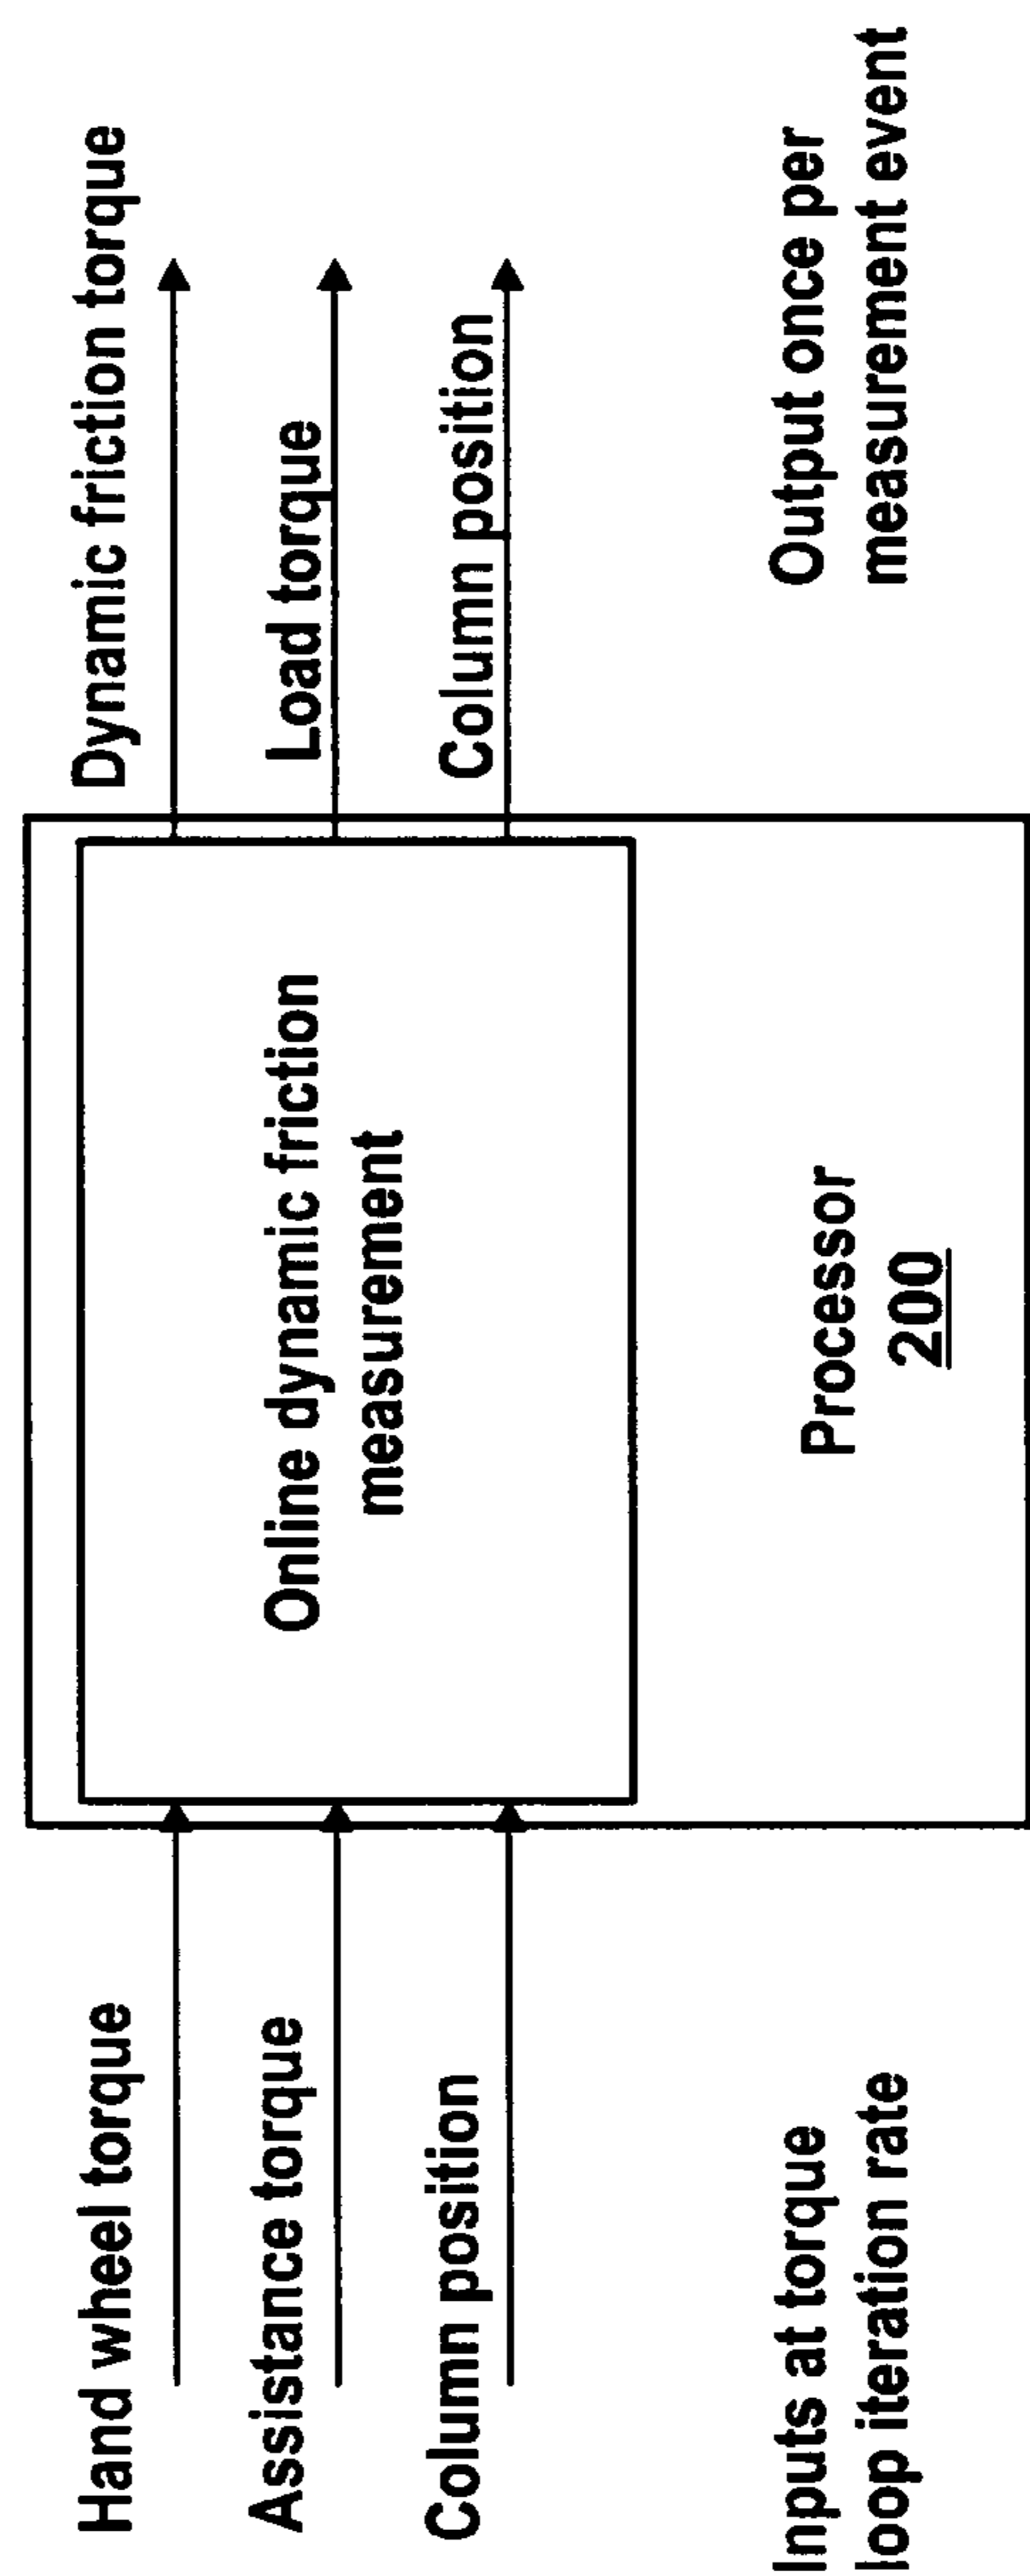 Hand wheel torque
Assistance torque
Column position
Inputs at torque
loop iteration rate
Online dynamic friction
measurement
Processor
200
Dynamic friction torque
Load torque
Column position
Output once per
measurement event